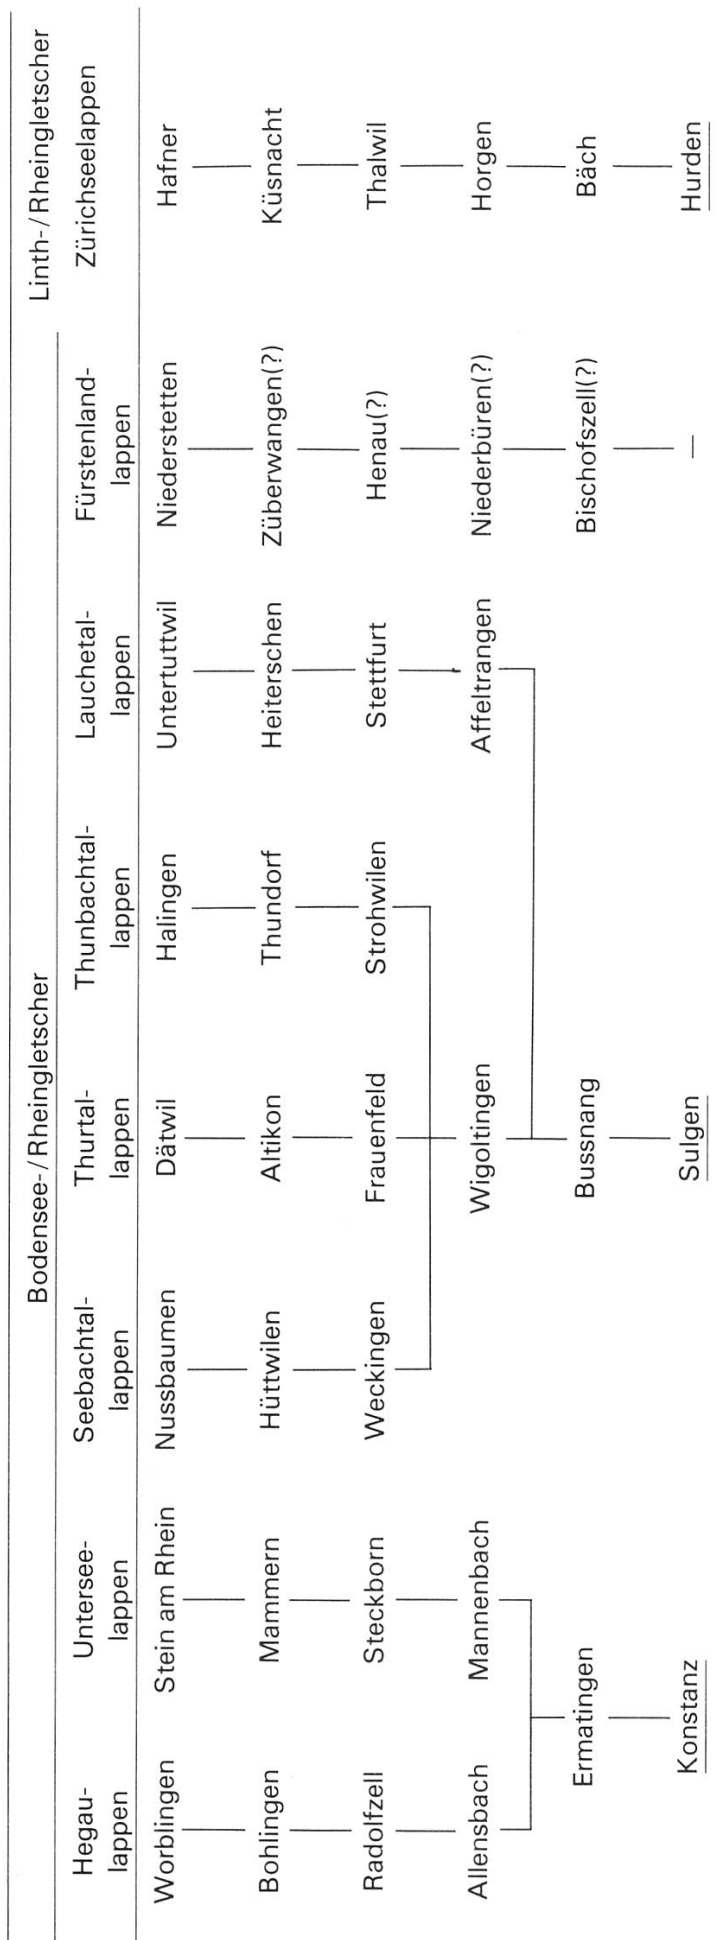 Bodensee-/Rheingletscher
Linth-/Rheingletscher
Hegau-
lappen
Untersee-
lappen
Seebachtal-
lappen
Thurtal-
lappen
Thunbachtal-
lappen
Lauchetal-
lappen
Fürstenland-
lappen
Zürichseelappen
Worblingen
Stein am Rhein
Nussbaumen
Dätwil
Halingen
Untertuttwil
Niederstetten
Hafner
Bohlingen
Mammern
Hüttwilen
Altikon
Thundorf
Heiterschen
Züberwangen(?)
Küsnacht
Radolfzell
Steckborn
Weckingen
Frauenfeld
Strohwilen
Stettfurt
Henau(?)
Thalwil
Allensbach
Mannenbach
Wigoltingen
Affeltrangen
Niederbüren(?)
Horgen
Ermatingen
Bussnang
Bischofszell(?)
Bäch
Konstanz
Sulgen
—
Hurden